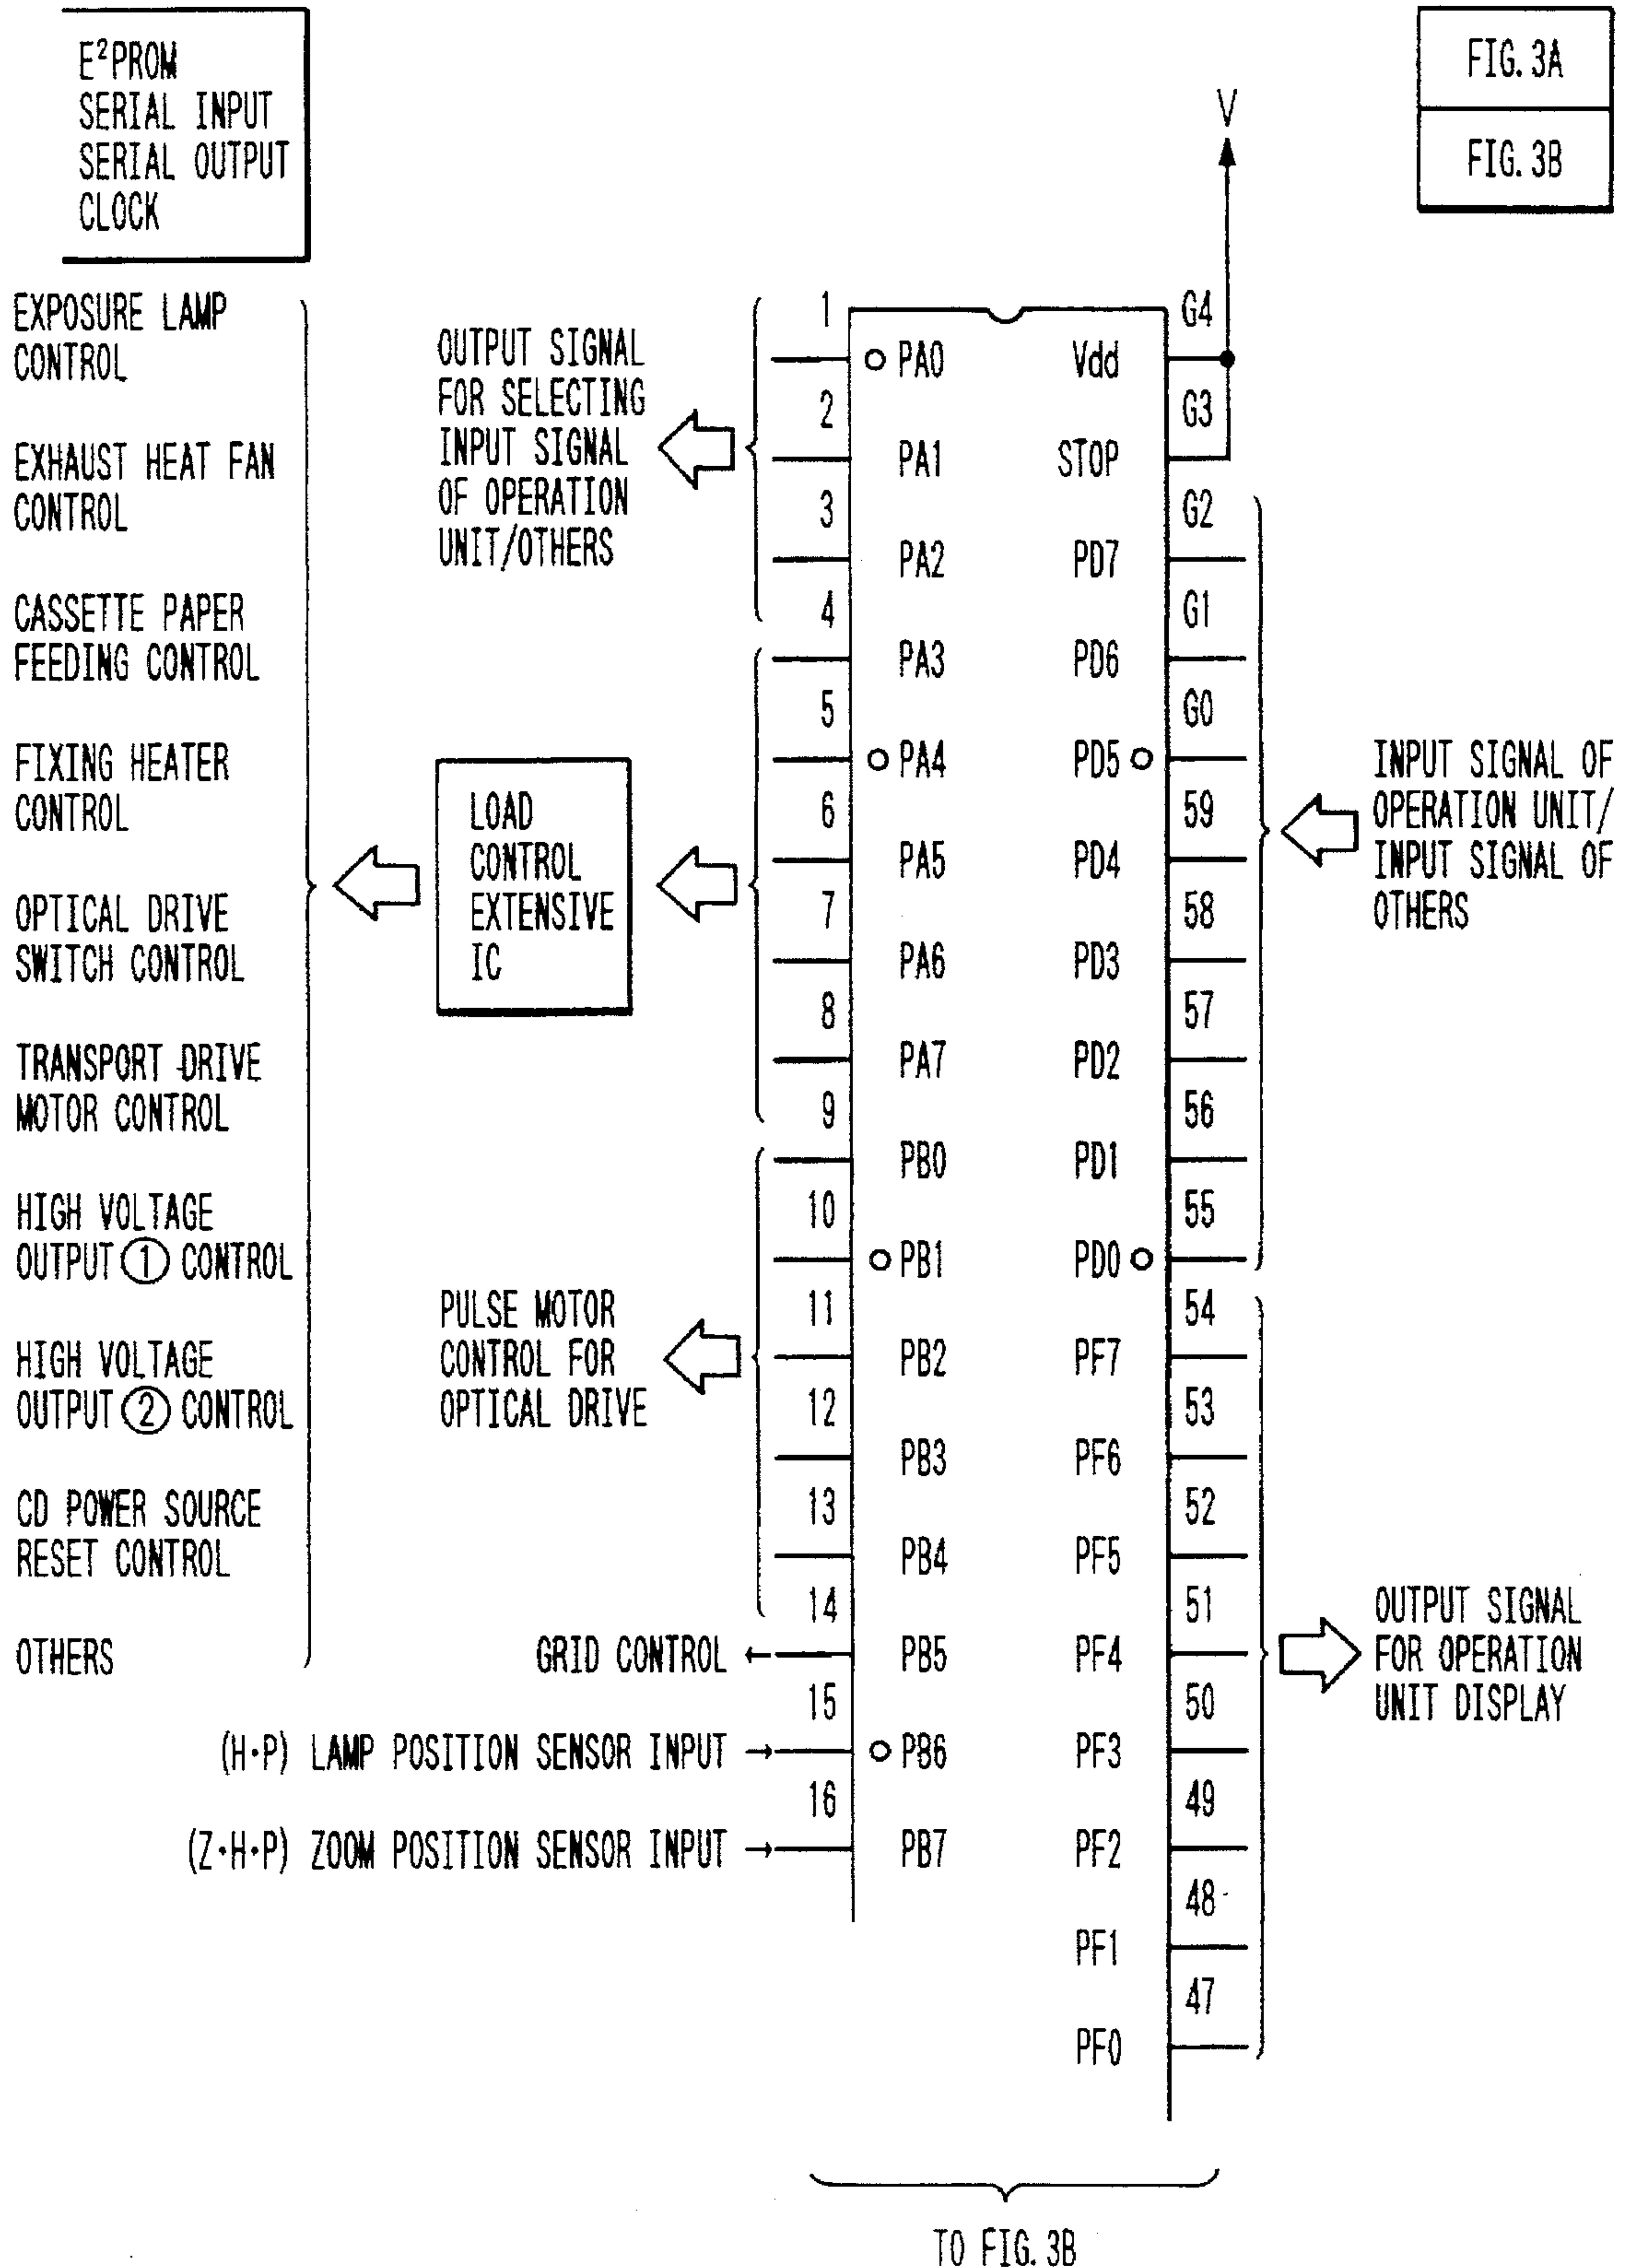 E²PROM
SERIAL INPUT
SERIAL OUTPUT
CLOCK
FIG. 3A
FIG. 3B
V
EXPOSURE LAMP
CONTROL
EXHAUST HEAT FAN
CONTROL
CASSETTE PAPER
FEEDING CONTROL
FIXING HEATER
CONTROL
OPTICAL DRIVE
SWITCH CONTROL
TRANSPORT DRIVE
MOTOR CONTROL
HIGH VOLTAGE
OUTPUT ① CONTROL
HIGH VOLTAGE
OUTPUT ② CONTROL
CD POWER SOURCE
RESET CONTROL
OTHERS
OUTPUT SIGNAL
FOR SELECTING
INPUT SIGNAL
OF OPERATION
UNIT/OTHERS
LOAD
CONTROL
EXTENSIVE
IC
PULSE MOTOR
CONTROL FOR
OPTICAL DRIVE
GRID CONTROL
(H·P) LAMP POSITION SENSOR INPUT
(Z·H·P) ZOOM POSITION SENSOR INPUT
1
PA0
2
PA1
3
PA2
4
PA3
5
PA4
6
PA5
7
PA6
8
PA7
9
PB0
10
PB1
11
PB2
12
PB3
13
PB4
14
PB5
15
PB6
16
PB7
G4
Vdd
G3
STOP
G2
PD7
G1
PD6
G0
PD5
59
PD4
58
PD3
57
PD2
56
PD1
55
PD0
54
PF7
53
PF6
52
PF5
51
PF4
50
PF3
49
PF2
48
PF1
47
PF0
INPUT SIGNAL OF
OPERATION UNIT/
INPUT SIGNAL OF
OTHERS
OUTPUT SIGNAL
FOR OPERATION
UNIT DISPLAY
TO FIG. 3B